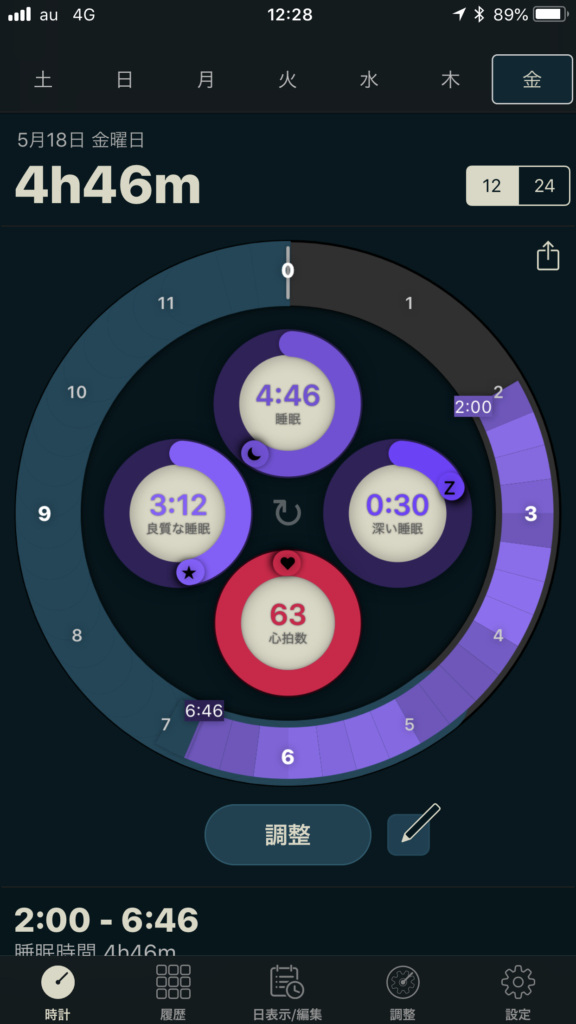 au 4G 12:28 89%
土 日 月 火 水 木 金
5月18日 金曜日
4h46m
12 24
0
11 1
10 2
2:00
4:46
睡眠
9 3
3:12
良質な睡眠
0:30
深い睡眠
Z
63
心拍数
8 4
6:46
7 5
6
調整
2:00 - 6:46
睡眠時間 4h46m
時計 履歴 日表示/編集 調整 設定